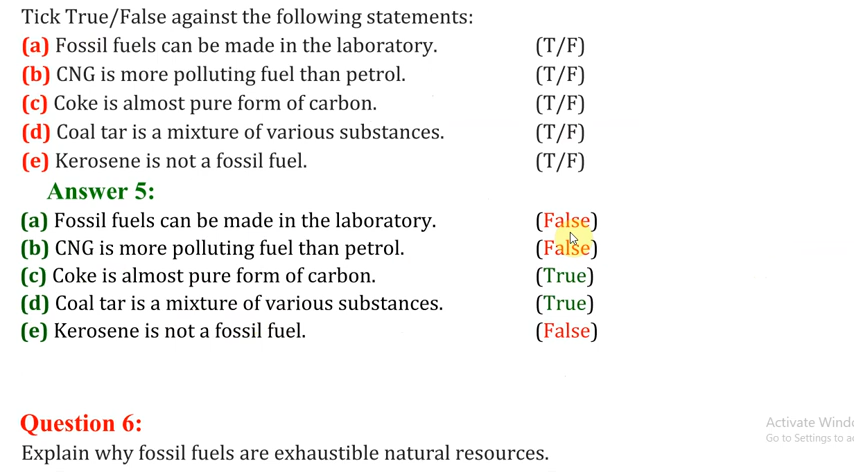 Tick True/False against the following statements:
(a) Fossil fuels can be made in the laboratory. (T/F)
(b) CNG is more polluting fuel than petrol. (T/F)
(c) Coke is almost pure form of carbon. (T/F)
(d) Coal tar is a mixture of various substances. (T/F)
(e) Kerosene is not a fossil fuel. (T/F)
Answer 5:
(a) Fossil fuels can be made in the laboratory. (False)
(b) CNG is more polluting fuel than petrol. (False)
(c) Coke is almost pure form of carbon. (True)
(d) Coal tar is a mixture of various substances. (True)
(e) Kerosene is not a fossil fuel. (False)
Question 6:
Activate Windo
Go to Settings to a
Explain why fossil fuels are exhaustible natural resources.